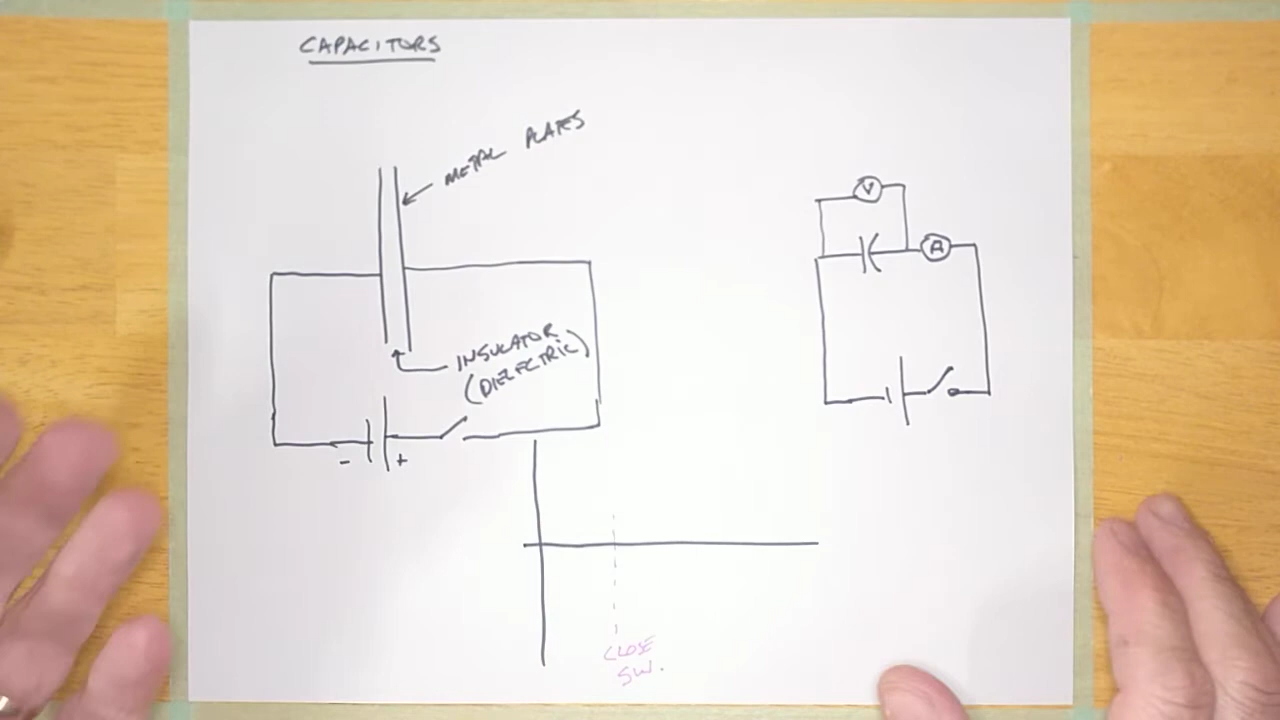 CAPACITORS
METAL PLATES
V
A
INSULATOR
(DIELECTRIC)
- +
CLOSE
SW.